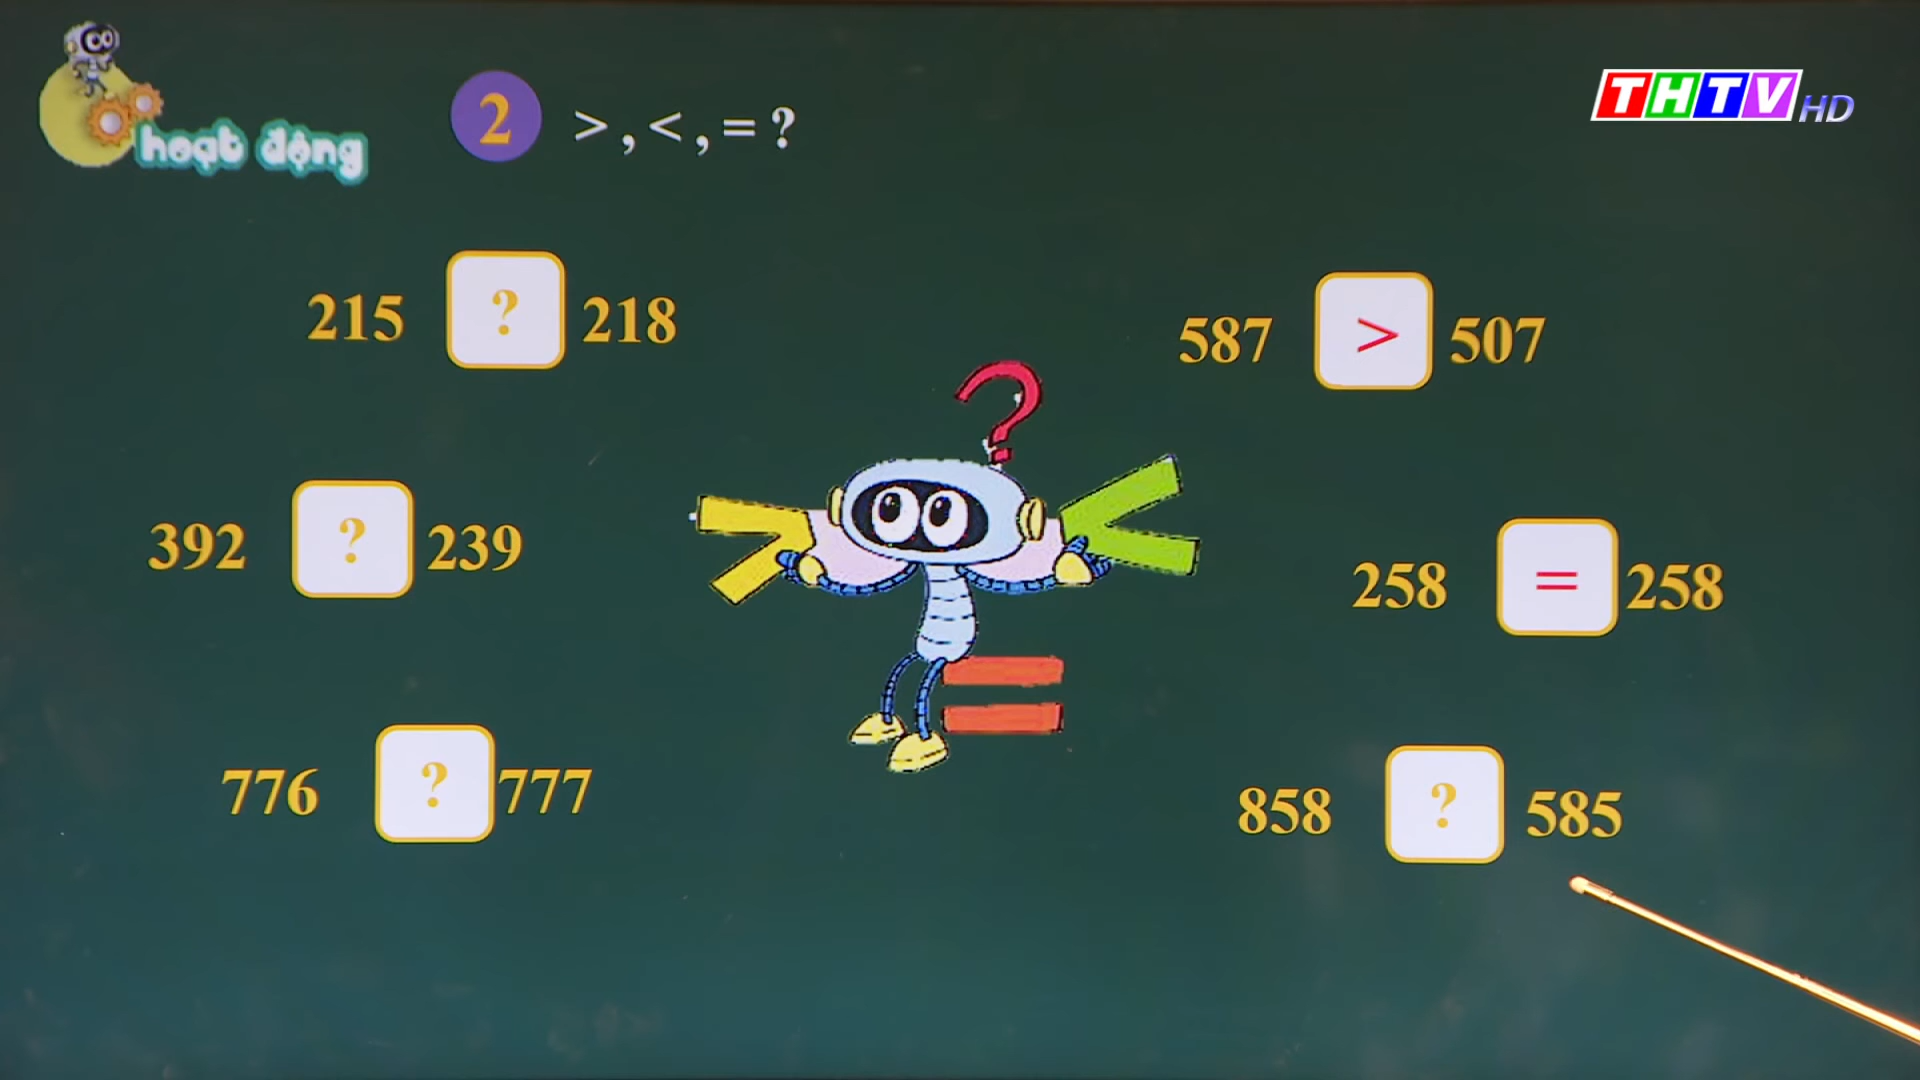 hoạt động
2 > , < , = ?
THTV HD
215 ? 218
587 > 507
392 ? 239
258 = 258
776 ? 777
858 ? 585